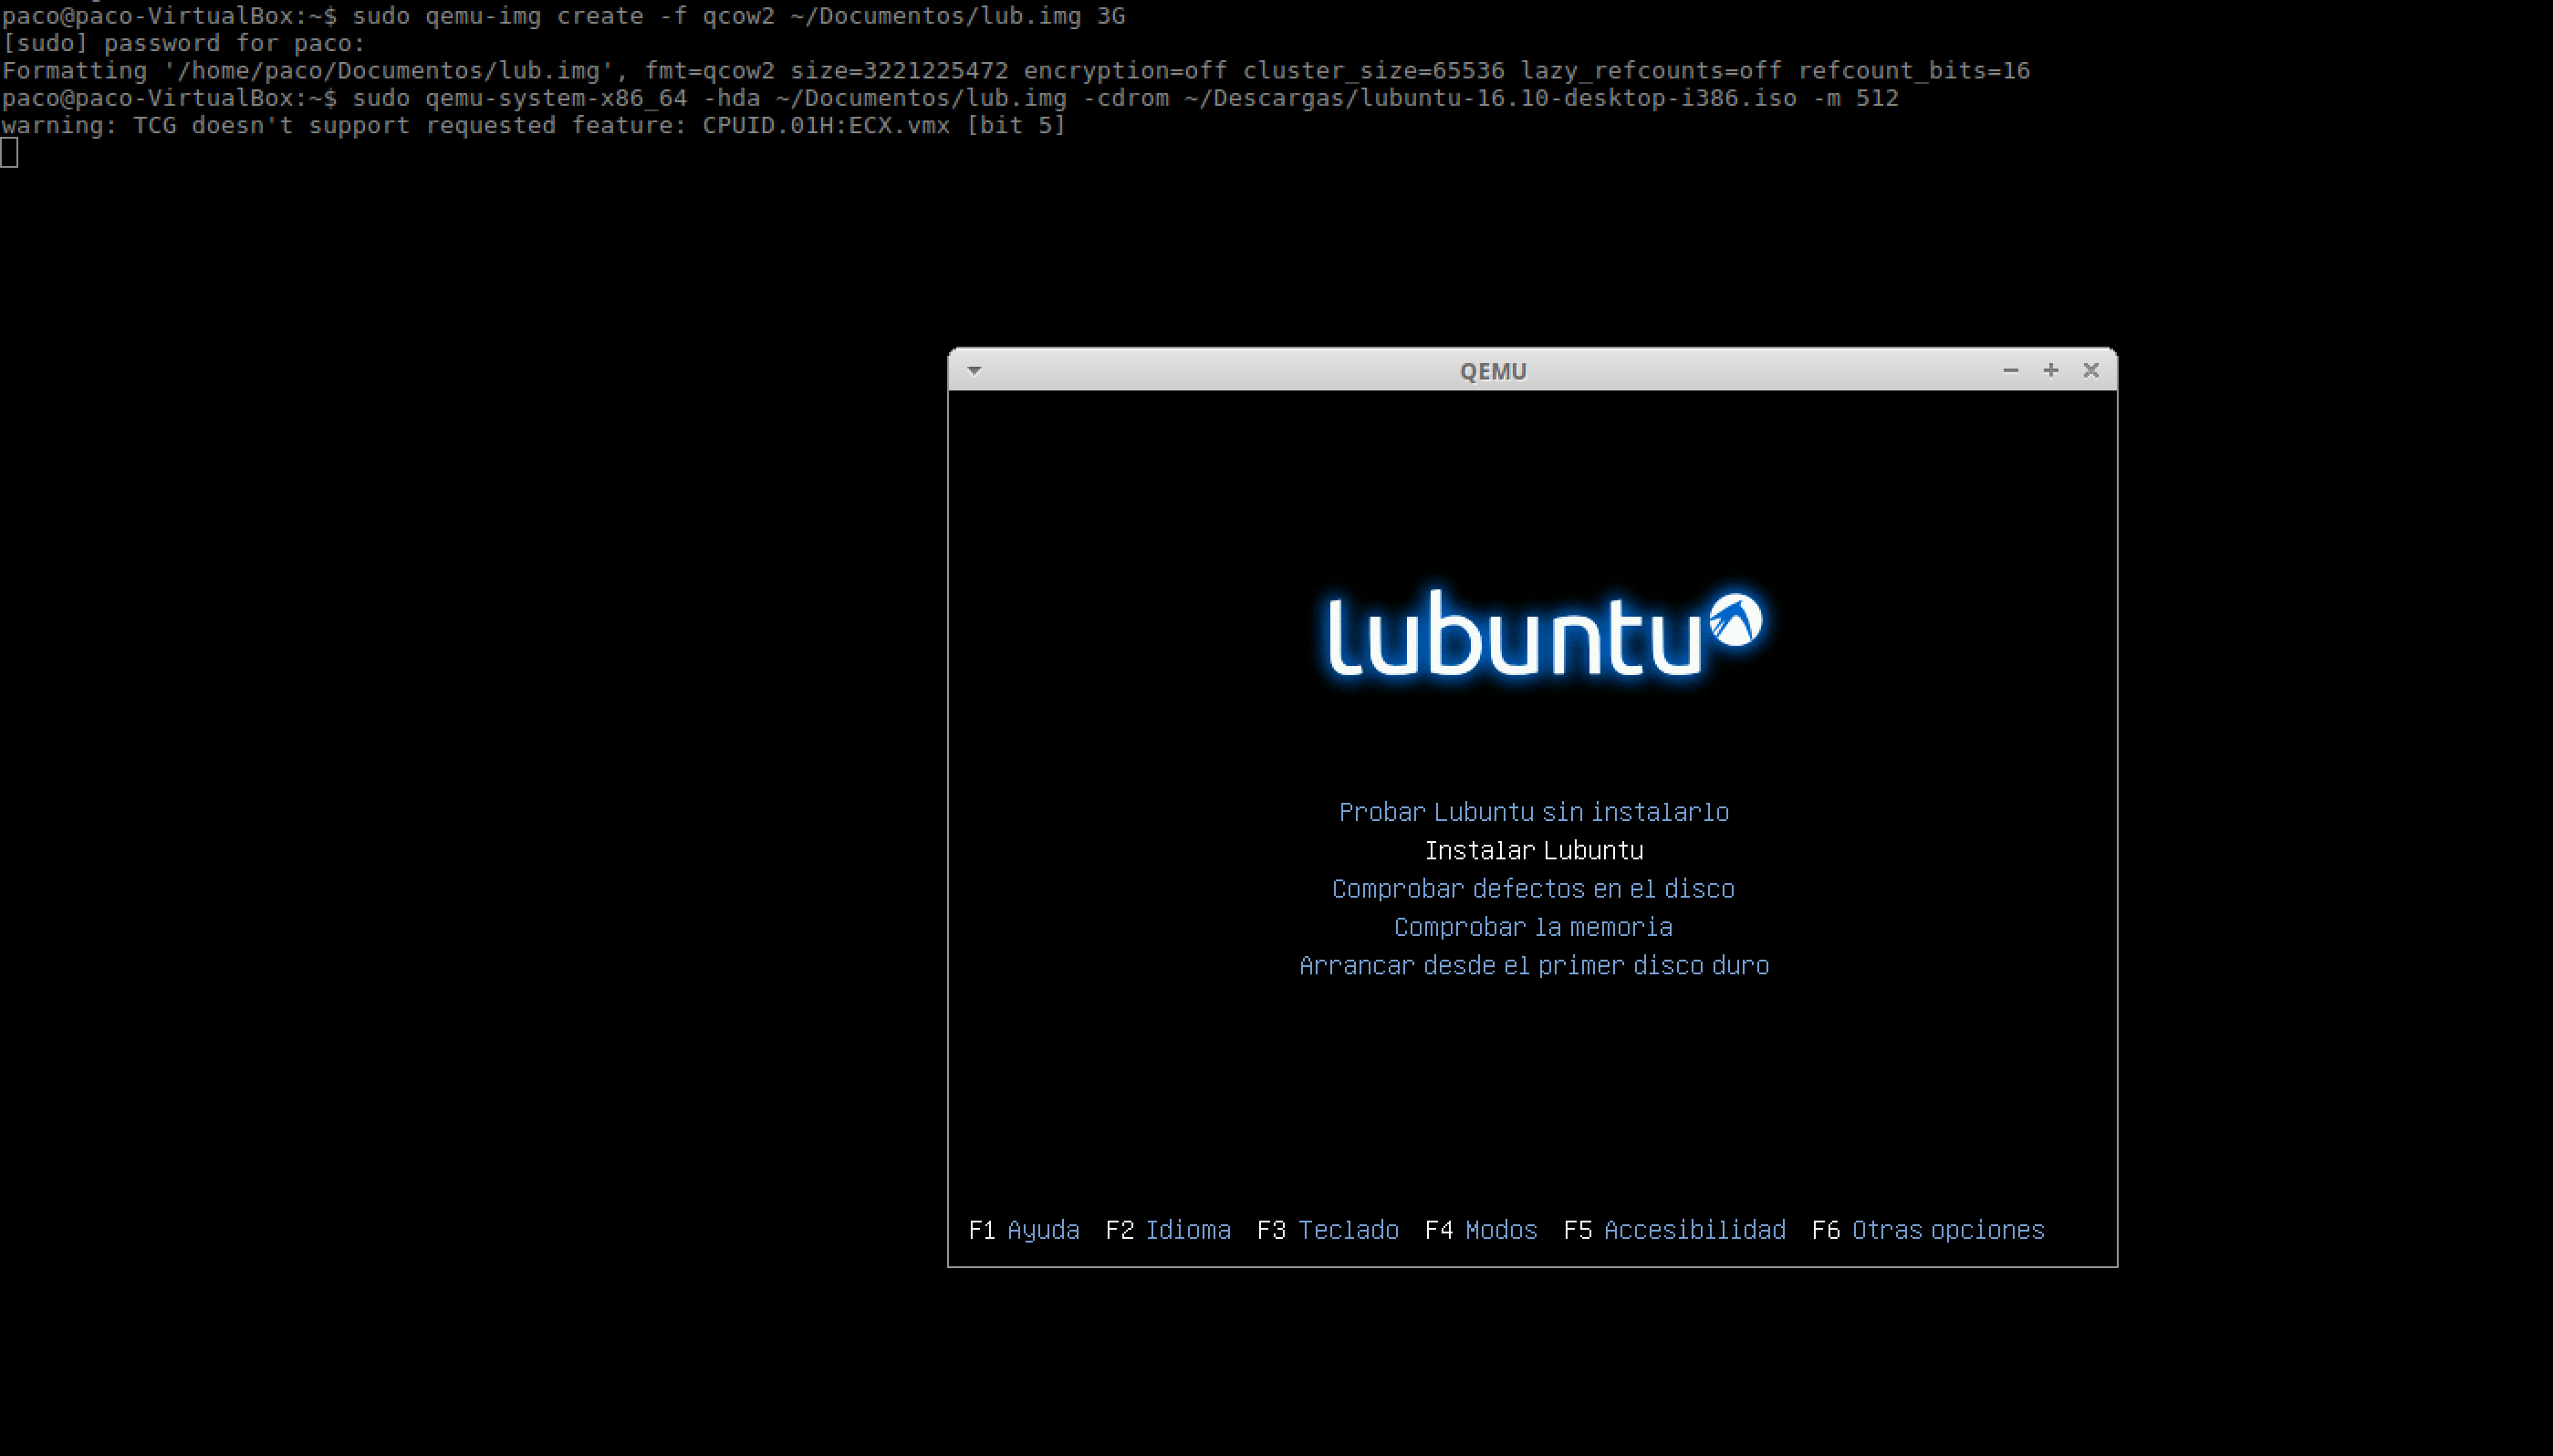 paco@paco-VirtualBox:~$ sudo qemu-img create -f qcow2 ~/Documentos/lub.img 3G
[sudo] password for paco:
Formatting '/home/paco/Documentos/lub.img', fmt=qcow2 size=3221225472 encryption=off cluster_size=65536 lazy_refcounts=off refcount_bits=16
paco@paco-VirtualBox:~$ sudo qemu-system-x86_64 -hda ~/Documentos/lub.img -cdrom ~/Descargas/lubuntu-16.10-desktop-i386.iso -m 512
warning: TCG doesn't support requested feature: CPUID.01H:ECX.vmx [bit 5]
QEMU
lubuntu
Probar Lubuntu sin instalarlo
Instalar Lubuntu
Comprobar defectos en el disco
Comprobar la memoria
Arrancar desde el primer disco duro
F1 Ayuda F2 Idioma F3 Teclado F4 Modos F5 Accesibilidad F6 Otras opciones